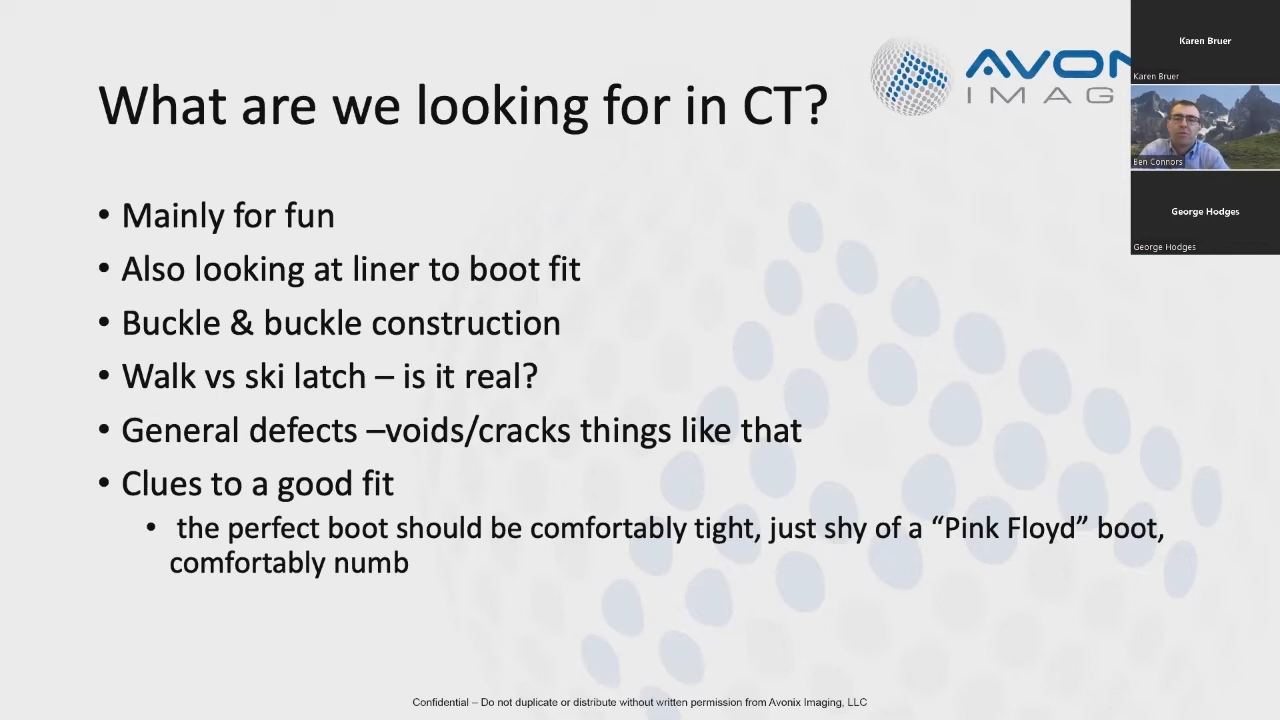 What are we looking for in CT?
AVON
IMAG
Karen Bruer
Karen Bruer
Ben Connors
George Hodges
George Hodges
• Mainly for fun
• Also looking at liner to boot fit
• Buckle & buckle construction
• Walk vs ski latch – is it real?
• General defects –voids/cracks things like that
• Clues to a good fit
• the perfect boot should be comfortably tight, just shy of a “Pink Floyd” boot,
comfortably numb
Confidential – Do not duplicate or distribute without written permission from Avonix Imaging, LLC